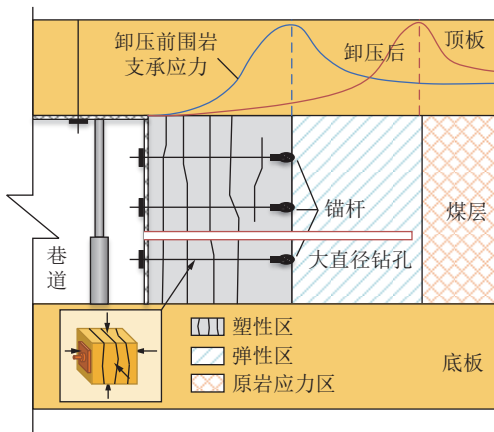 卸压前围岩
支承应力
卸压后
顶板
锚杆
煤层
大直径钻孔
巷
道
塑性区
弹性区
原岩应力区
底板